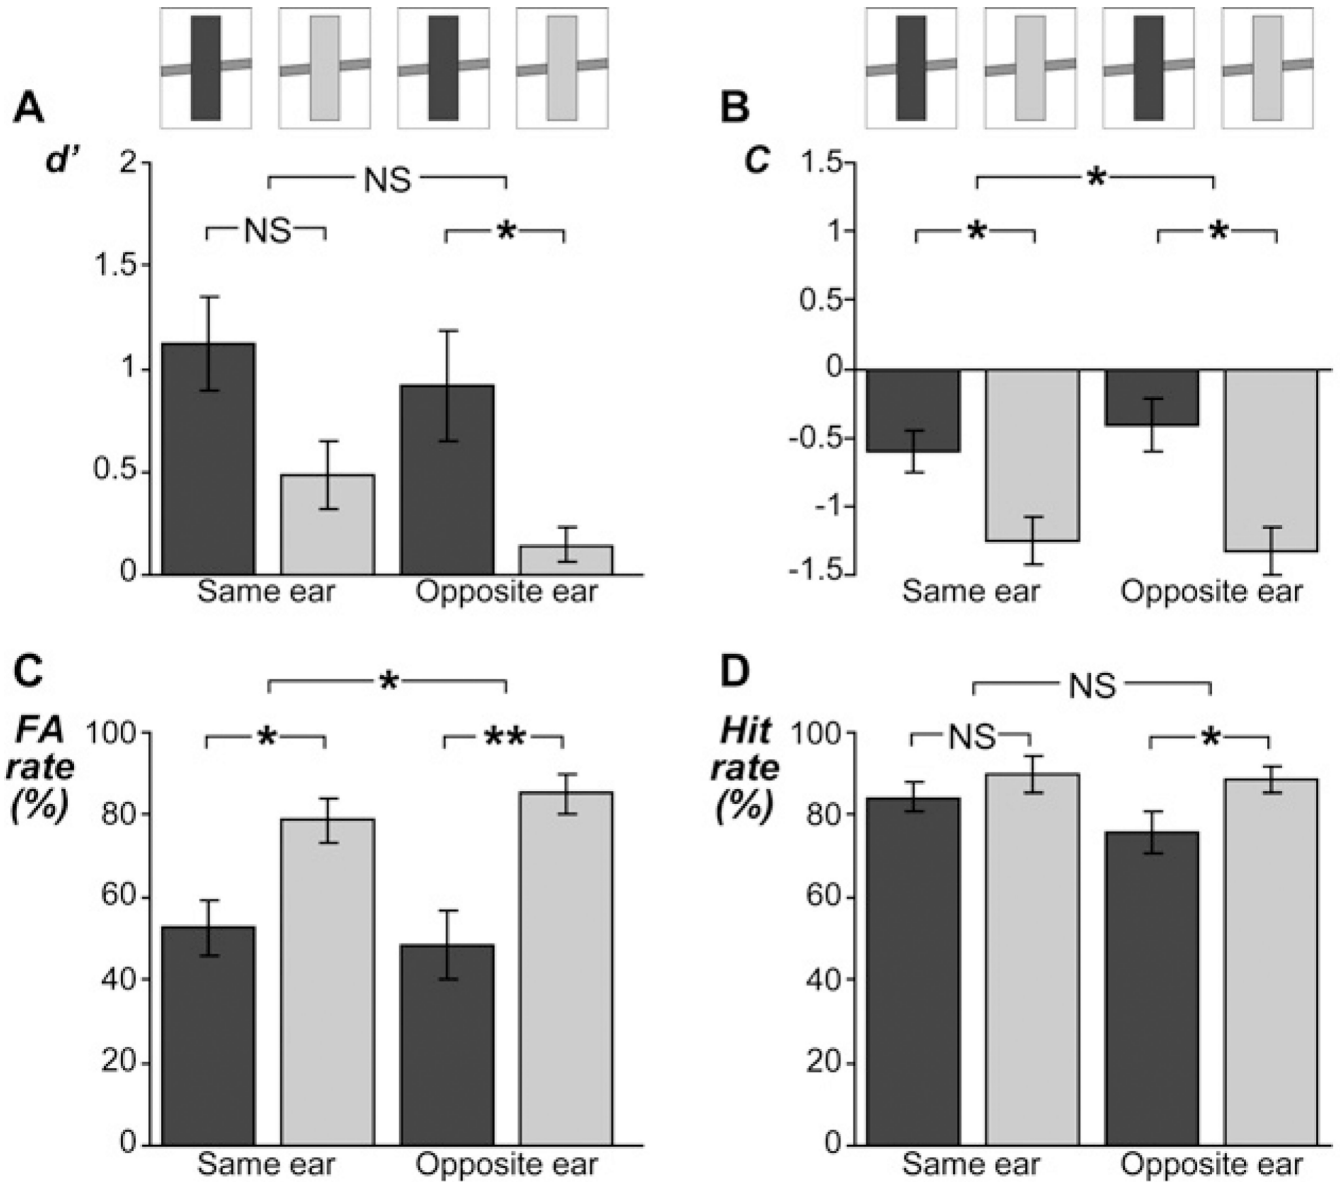 A
B
d’
2
NS
NS
*
1.5
1
0.5
0
Same ear
Opposite ear
C
1.5
*
*
*
1
0.5
0
-0.5
-1
-1.5
Same ear
Opposite ear
C
*
FA
rate
(%)
100
*
**
80
60
40
20
0
Same ear
Opposite ear
D
NS
Hit
rate
(%)
100
NS
*
80
60
40
20
0
Same ear
Opposite ear